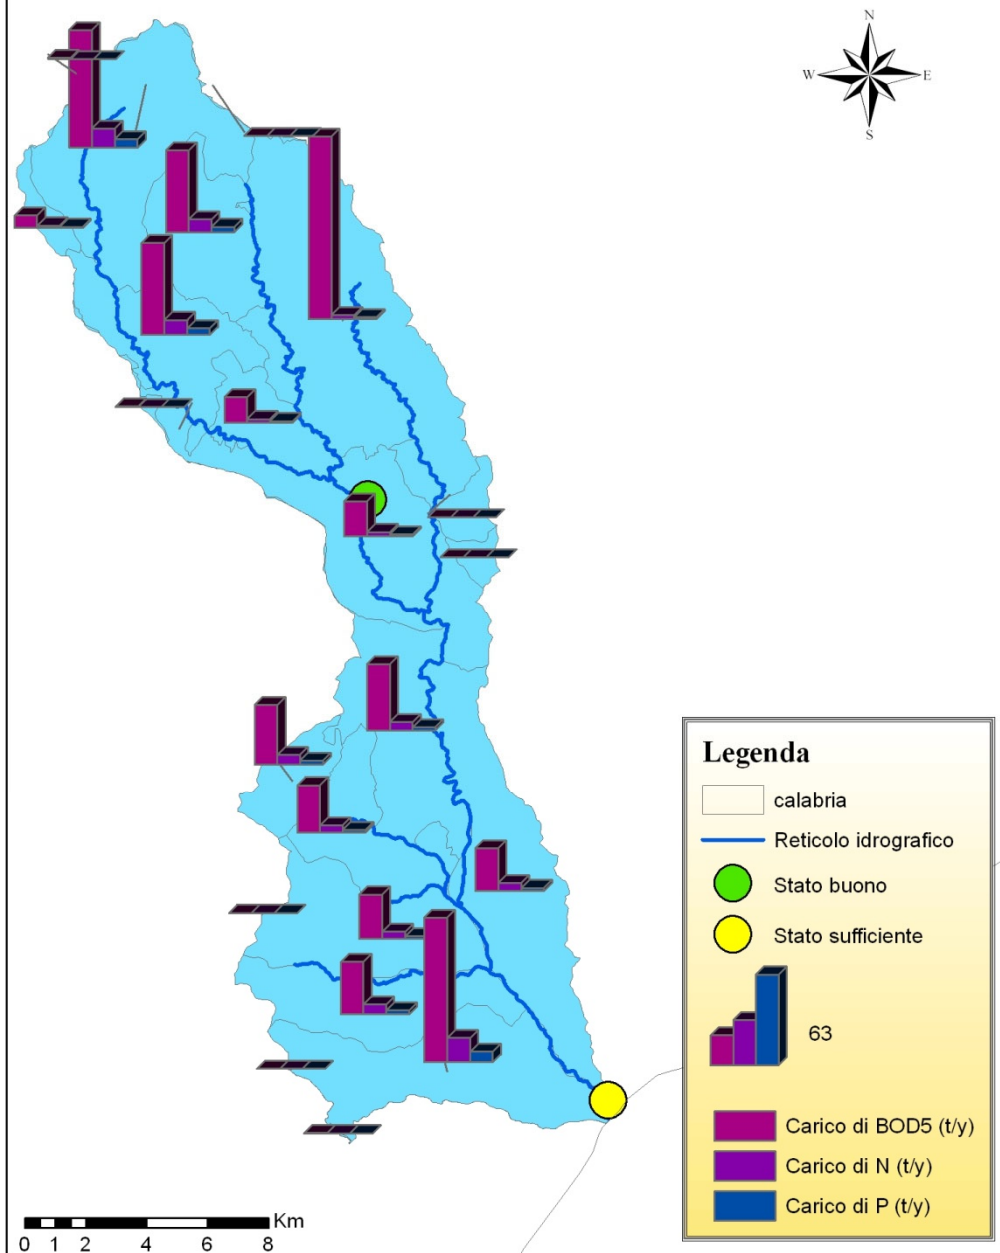 N
W E
S
Legenda
calabria
Reticolo idrografico
Stato buono
Stato sufficiente
63
Carico di BOD5 (t/y)
Carico di N (t/y)
Carico di P (t/y)
Km
0 1 2 4 6 8